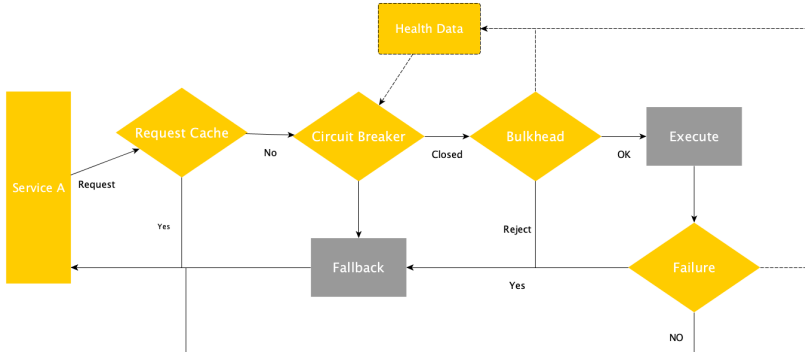 Health Data
Request Cache
Circuit Breaker
Bulkhead
Execute
No
Closed
OK
Service A
Request
Yes
Reject
Fallback
Failure
Yes
NO